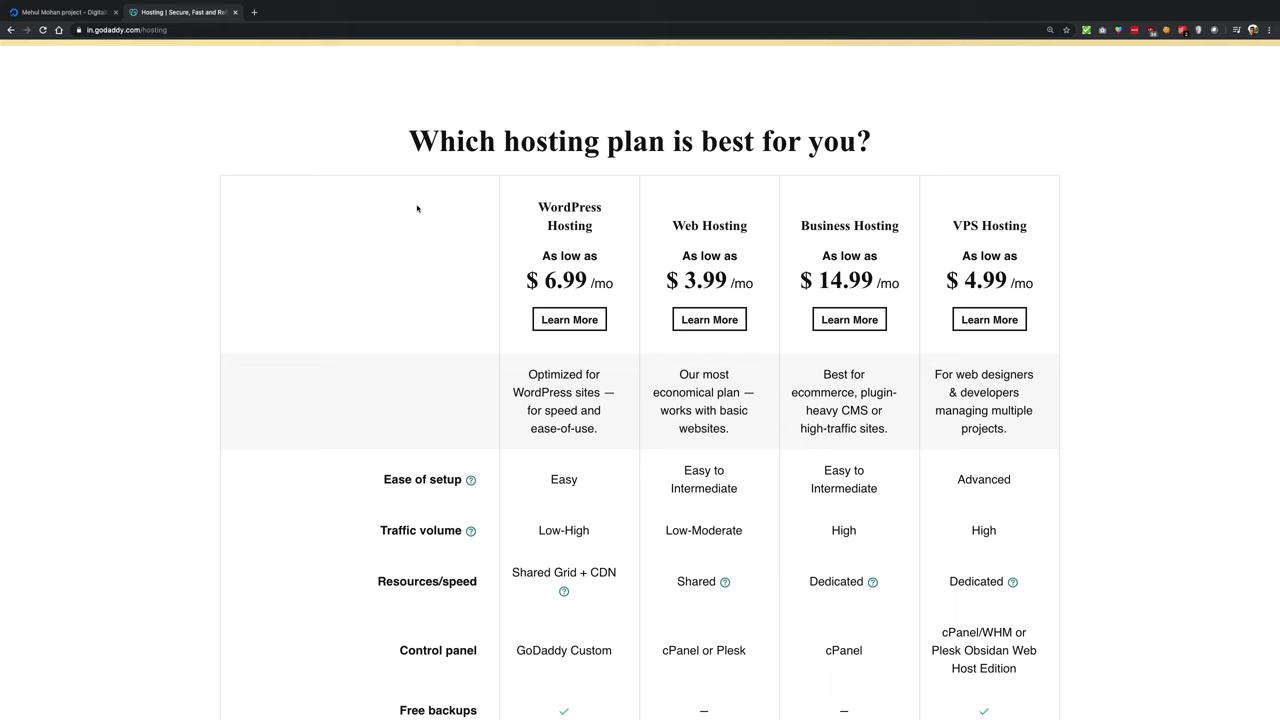 Mehul Mohan project - Digital
Hosting | Secure, Fast and Rel
in.godaddy.com/hosting
Which hosting plan is best for you?
WordPress
Hosting
As low as
$ 6.99 /mo
Learn More
Web Hosting
As low as
$ 3.99 /mo
Learn More
Business Hosting
As low as
$ 14.99 /mo
Learn More
VPS Hosting
As low as
$ 4.99 /mo
Learn More
Optimized for
WordPress sites —
for speed and
ease-of-use.
Our most
economical plan —
works with basic
websites.
Best for
ecommerce, plugin-
heavy CMS or
high-traffic sites.
For web designers
& developers
managing multiple
projects.
Ease of setup
Easy
Easy to
Intermediate
Easy to
Intermediate
Advanced
Traffic volume
Low-High
Low-Moderate
High
High
Resources/speed
Shared Grid + CDN
Shared
Dedicated
Dedicated
Control panel
GoDaddy Custom
cPanel or Plesk
cPanel
cPanel/WHM or
Plesk Obsidian Web
Host Edition
Free backups
—
—